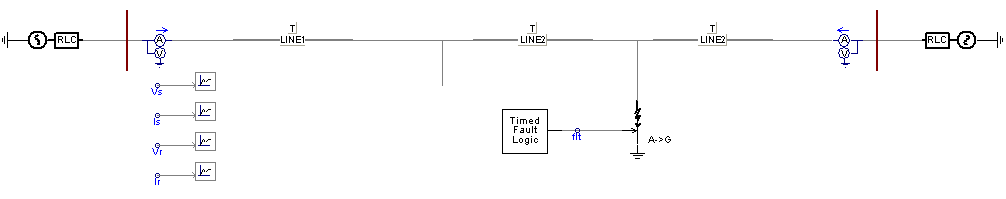 T
T
T
RLC
A
LINE1
LINE2
LINE2
A
RLC
V
V
Vs
Is
Timed
Fault
Logic
flt
A->G
Vr
Ir